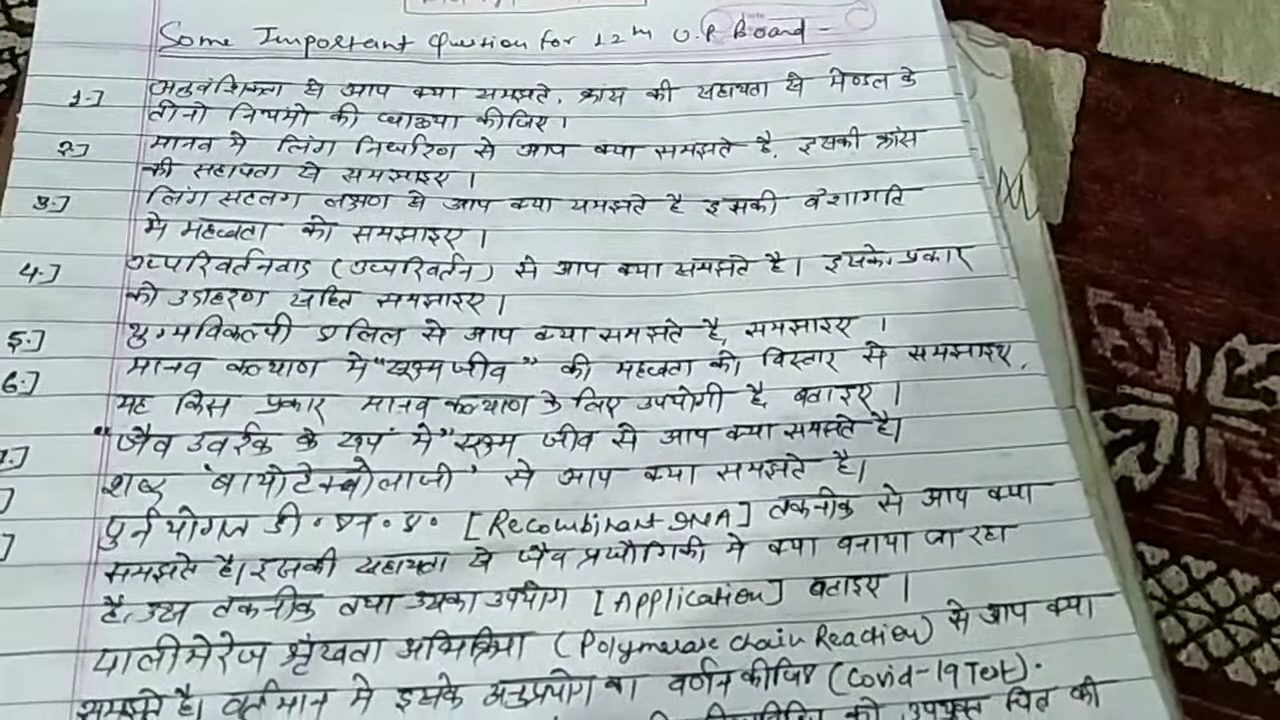 Some Important Question for 12th U.P Board -
1.] अनुवंशिकता से आप क्या समझते, क्रास की सहायता से मेण्डल के
तीनो नियमो की व्याख्या कीजिए।
2.] मानव मे लिंग निर्धारण से आप क्या समझते है, इसकी क्रांस
की सहायता से समझाइए।
3.] लिंग सहलग लक्षण से आप क्या समझते है इसकी वंशागति
मे महत्वता को समझाइए।
4.] उत्परिवर्तनवाद (उत्परिवर्तन) से आप क्या समझते है। इसके प्रकार
को उदाहरण सहित समझाइए।
5.] युग्मविकल्पी एलिल से आप क्या समझते है, समझाइए ।
6.] मानव कल्याण मे "सूक्ष्म जीव" की महत्वता को विस्तार से समझाइए,
यह किस प्रकार मानव कल्याण के लिए उपयोगी है, बताइए ।
7.] "जैव उर्वरक के रूप मे" सूक्ष्म जीव से आप क्या समझते है।
] शब्द 'बायोटेक्नोलाजी' से आप क्या समझते है।
] पुर्नयोगज डी॰एन॰ए॰ [Recombinant DNA] तकनीक से आप क्या
समझते है। इसकी सहायता से जैव प्रद्यौगिकी मे क्या बनाया जा रहा
है, उस तकनीक तथा उसका उपयोग [Application] बताइए ।
पालीमेरेज श्रृंखला अभिक्रिया (Polymerase chain Reaction) से आप क्या
समझते है। वर्तमान मे इसके अनुप्रयोग का वर्णन कीजिए (Covid-19 Test).
को उपयुक्त चित्र की